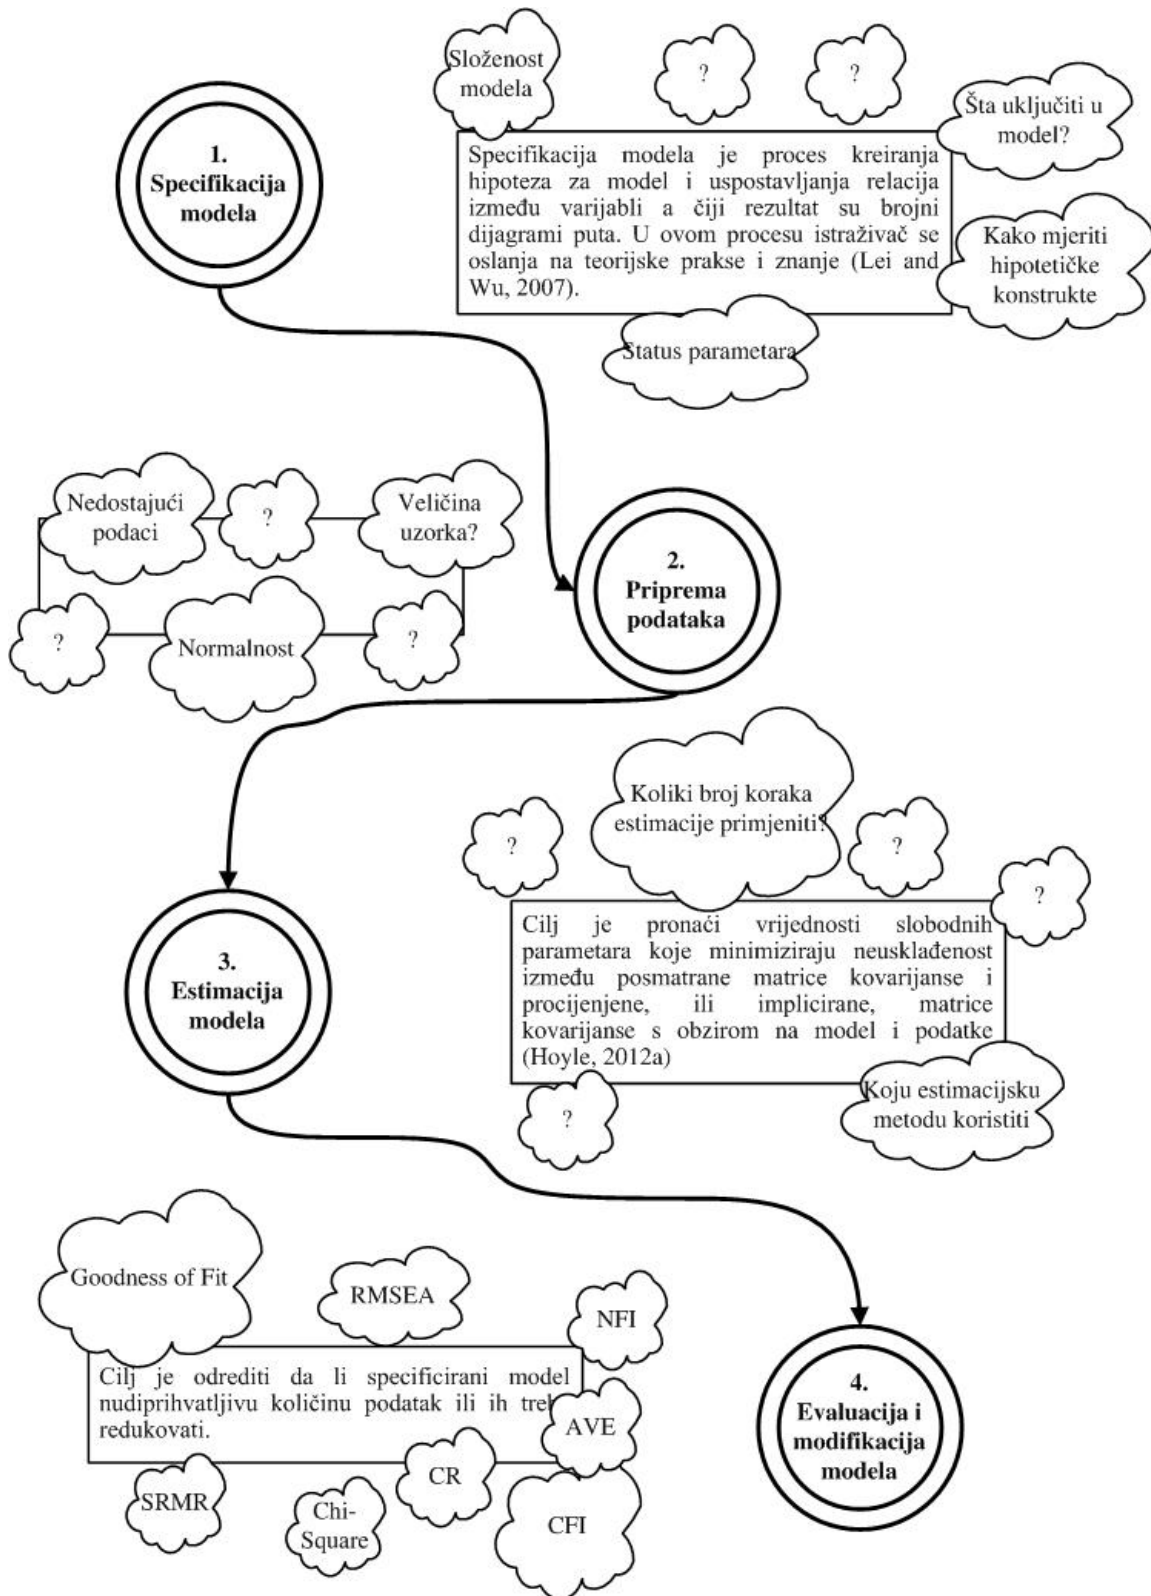 Složenost
modela
?
?
Šta uključiti u
model?
1.
Specifikacija
modela
Specifikacija modela je proces kreiranja
hipoteza za model i uspostavljanja relacija
između varijabli a čiji rezultat su brojni
dijagrami puta. U ovom procesu istraživač se
oslanja na teorijske prakse i znanje (Lei and
Wu, 2007).
Kako mjeriti
hipotetičke
konstrukte
Status parametara
Nedostajući
podaci
?
Veličina
uzorka?
?
Normalnost
?
2.
Priprema
podataka
Koliki broj koraka
estimacije primjeniti?
?
?
?
3.
Estimacija
modela
Cilj je pronaći vrijednosti slobodnih
parametara koje minimiziraju neusklađenost
između posmatrane matrice kovarijanse i
procijenjene, ili implicirane, matrice
kovarijanse s obzirom na model i podatke
(Hoyle, 2012a)
?
Koju estimacijsku
metodu koristiti
Goodness of Fit
RMSEA
NFI
Cilj je odrediti da li specificirani model
nudiprihvatljivu količinu podatak ili ih treb
redukovati.
AVE
CR
SRMR
Chi-
Square
CFI
4.
Evaluacija i
modifikacija
modela